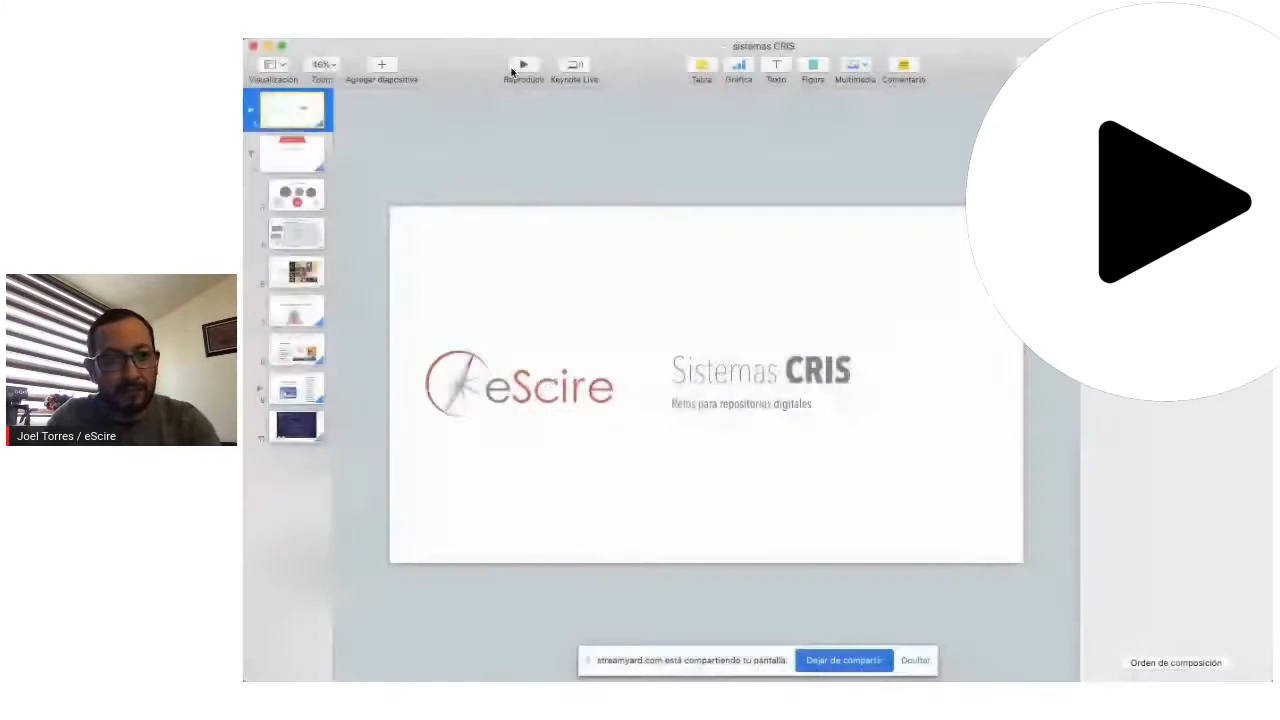 sistemas CRIS
46%
Visualización
Zoom
Agregar diapositiva
Reproducir
Keynote Live
Tabla
Gráfica
Texto
Figura
Multimedia
Comentario
eScire
Sistemas CRIS
Retos para repositorios digitales
Joel Torres / eScire
streamyard.com está compartiendo tu pantalla.
Dejar de compartir
Ocultar
Orden de composición